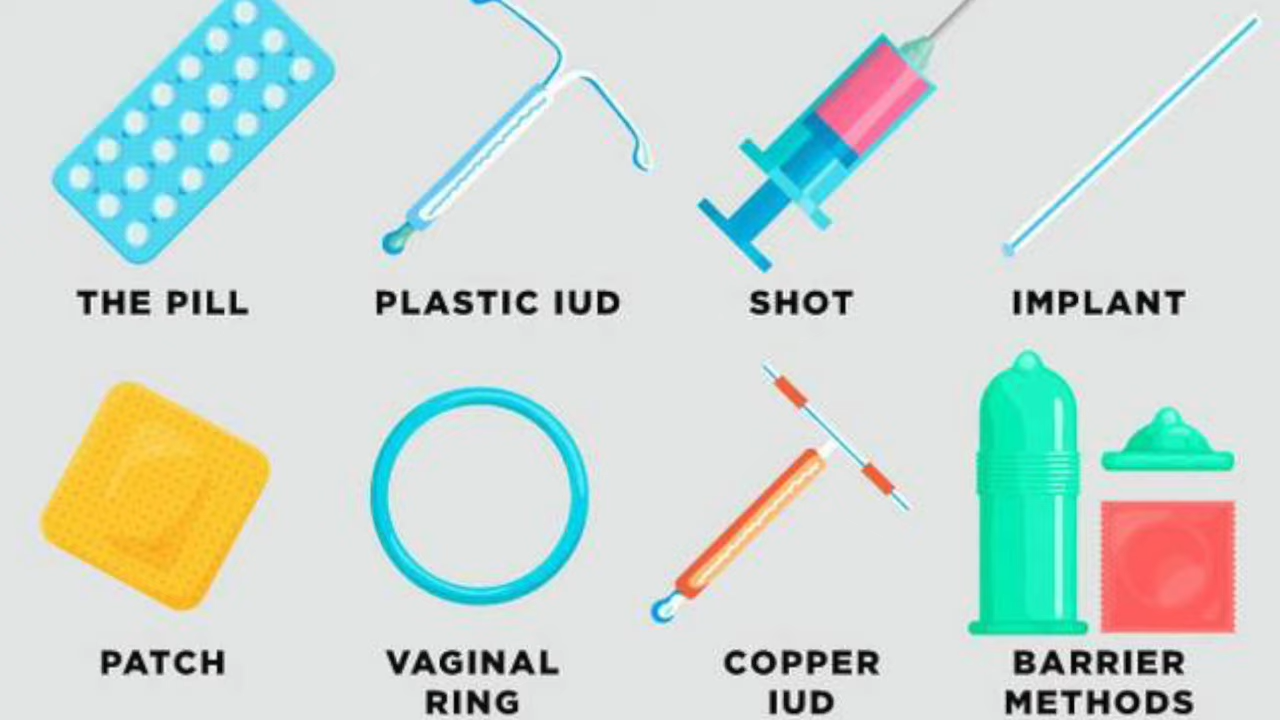 THE PILL
PLASTIC IUD
SHOT
IMPLANT
PATCH
VAGINAL
RING
COPPER
IUD
BARRIER
METHODS